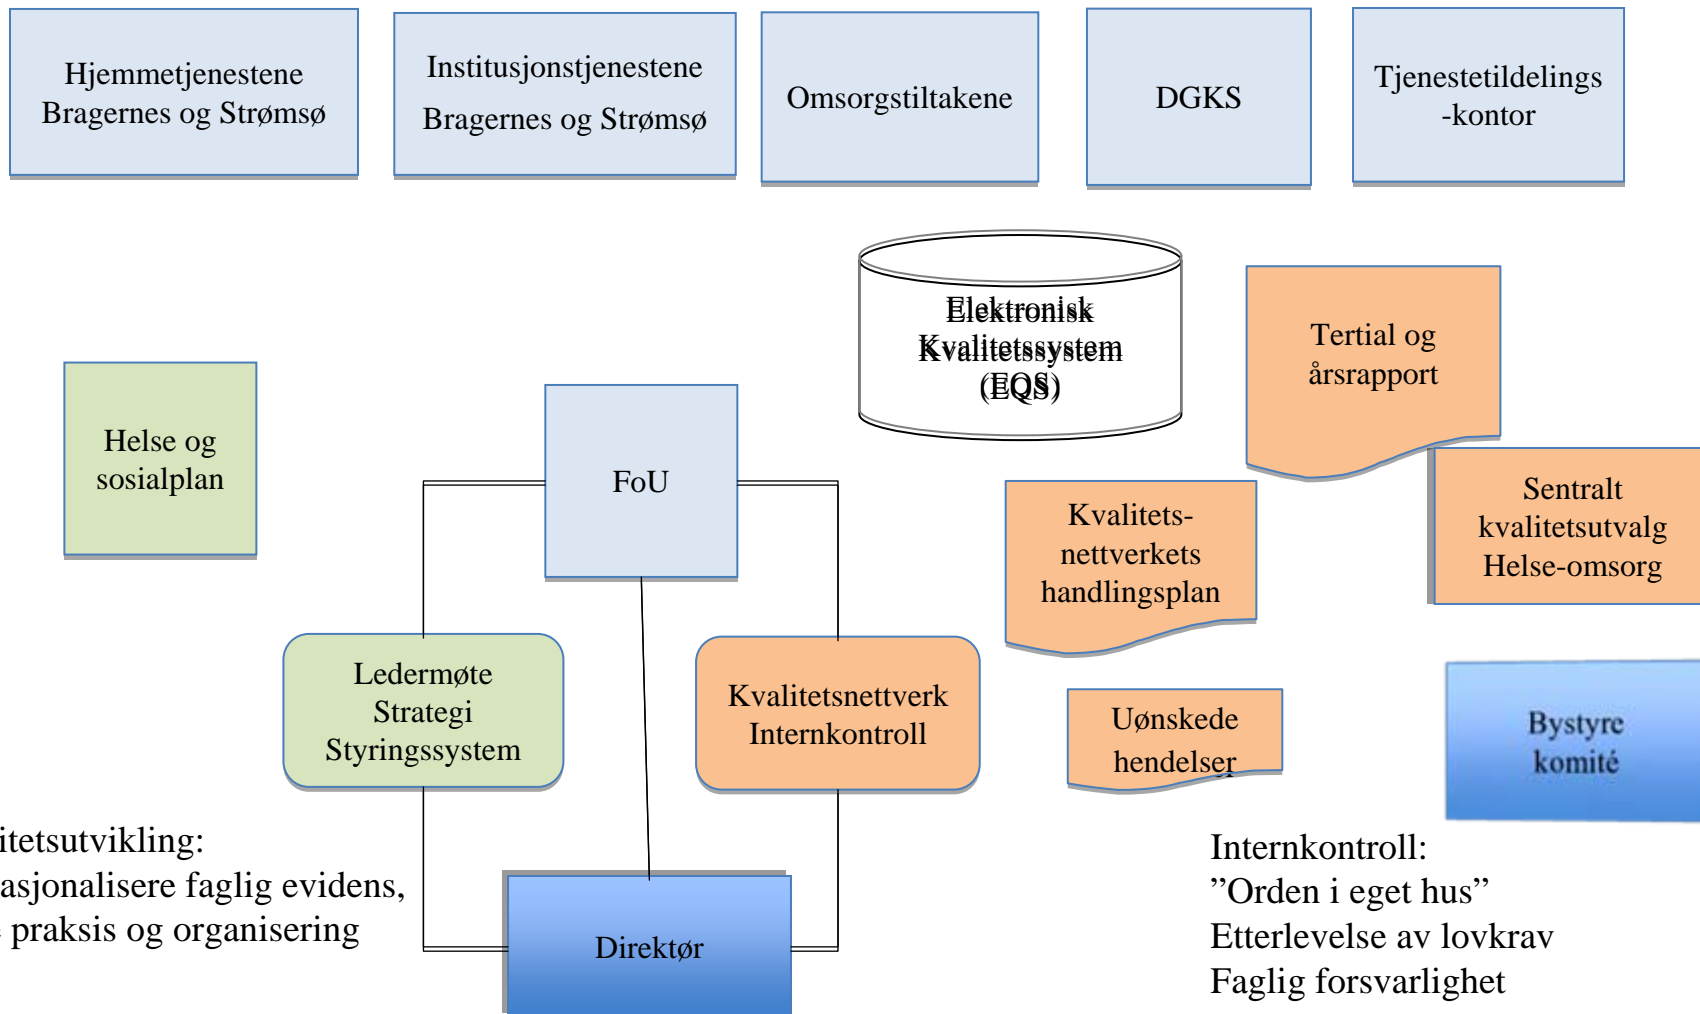 Hjemmetjenestene
Bragernes og Strømsø
Institusjonstjenestene
Bragernes og Strømsø
Omsorgstiltakene
DGKS
Tjenestetildelings
-kontor
Elektronisk
Kvalitetssystem
(EQS)
Tertial og
årsrapport
Helse og
sosialplan
FoU
Kvalitets-
nettverkets
handlingsplan
Sentralt
kvalitetsutvalg
Helse-omsorg
Ledermøte
Strategi
Styringssystem
Kvalitetsnettverk
Internkontroll
Uønskede
hendelser
Bystyre
komité
itetsutvikling:
asjonalisere faglig evidens,
praksis og organisering
Direktør
Internkontroll:
”Orden i eget hus”
Etterlevelse av lovkrav
Faglig forsvarlighet